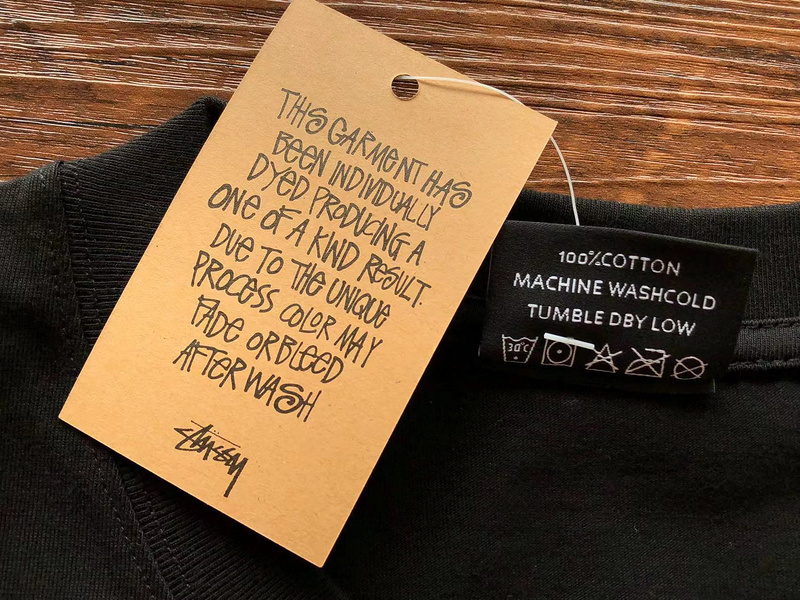 THIS GARMENT HAS
BEEN INDIVIDUALLY
DYED PRODUCING A
ONE OF A KIND RESULT.
DUE TO THE UNIQUE
PROCESS COLOR MAY
FADE OR BLEED
AFTER WASH
Stüssy
100%COTTON
MACHINE WASHCOLD
TUMBLE DBY LOW
30°C